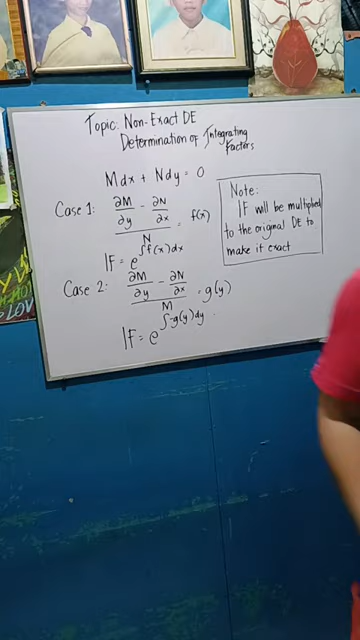 Topic: Non-Exact DE
Determination of Integrating
Factors
Mdx + Ndy = 0
Case 1: ∂M/∂y - ∂N/∂x / N = f(x)
IF = e^∫f(x)dx
Case 2: ∂M/∂y - ∂N/∂x / M = g(y)
IF = e^∫-g(y)dy
Note:
IF will be multiplied
to the original DE to
make it exact